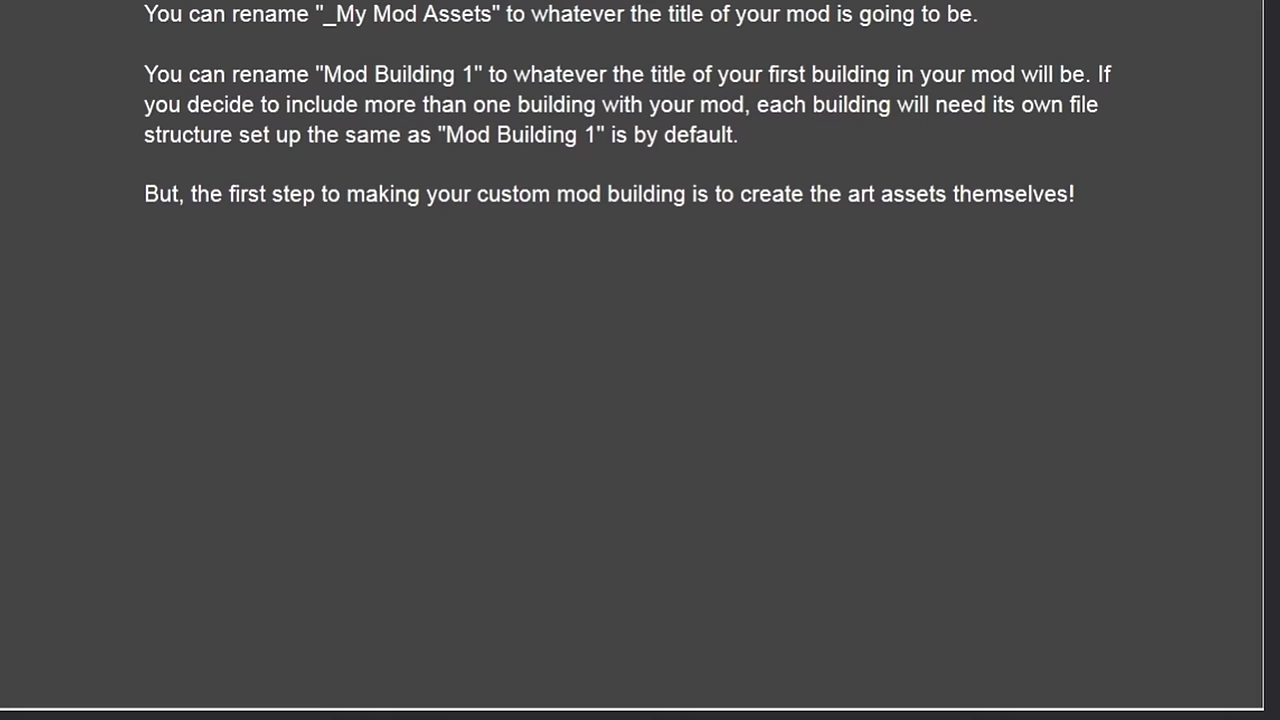 You can rename "_My Mod Assets" to whatever the title of your mod is going to be.
You can rename "Mod Building 1" to whatever the title of your first building in your mod will be. If
you decide to include more than one building with your mod, each building will need its own file
structure set up the same as "Mod Building 1" is by default.
But, the first step to making your custom mod building is to create the art assets themselves!